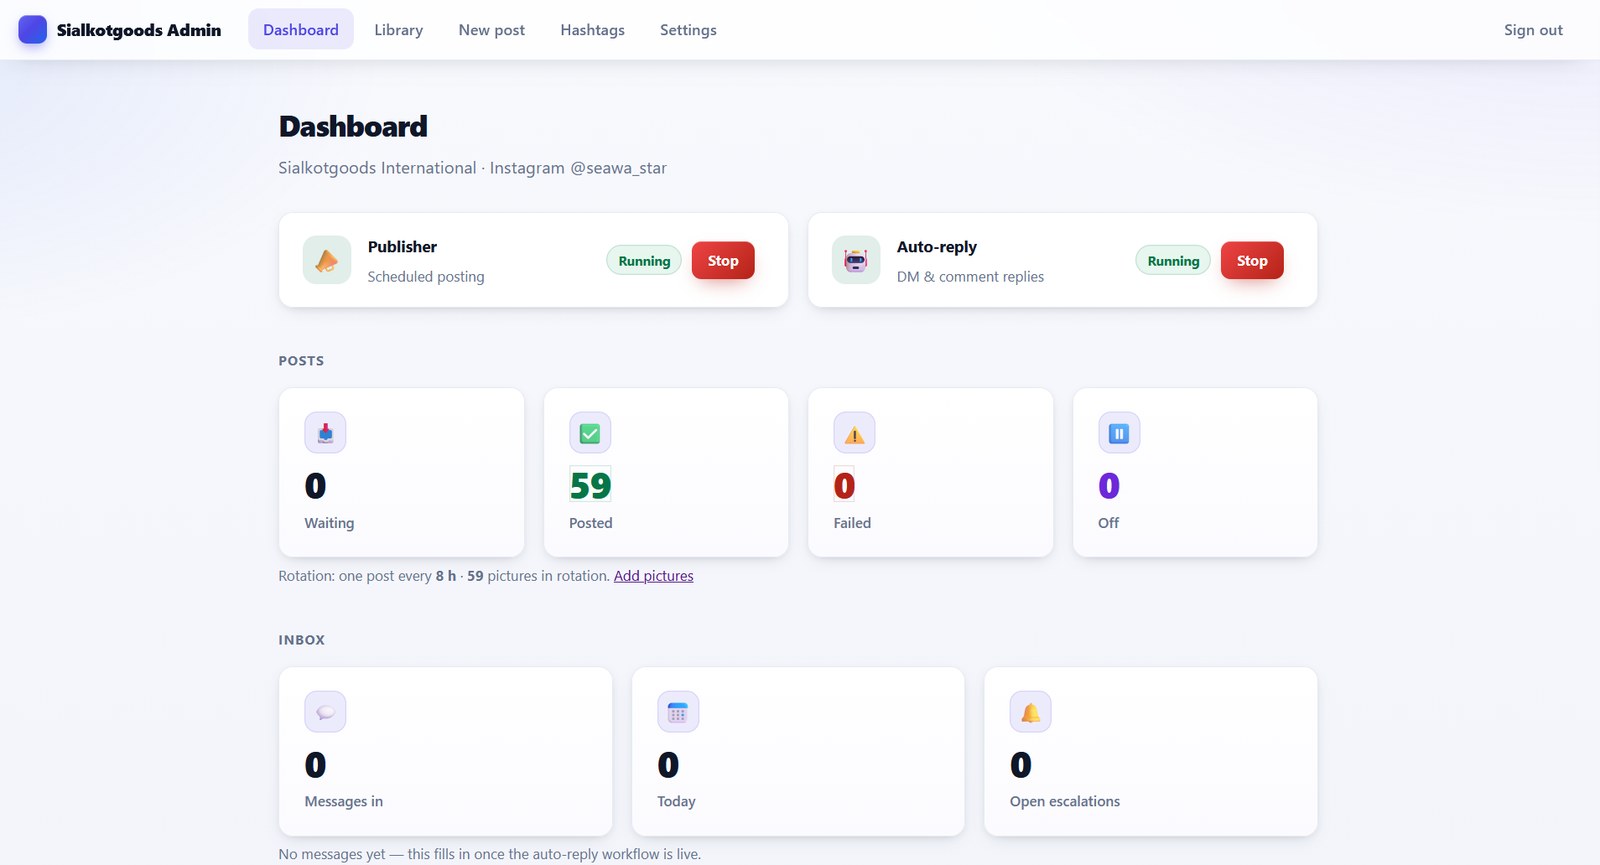 Sialkotgoods Admin Dashboard Library New post Hashtags Settings Sign out
Dashboard
Sialkotgoods International · Instagram @seawa_star
Publisher
Scheduled posting
Running
Stop
Auto-reply
DM & comment replies
Running
Stop
POSTS
0
Waiting
59
Posted
0
Failed
0
Off
Rotation: one post every 8 h · 59 pictures in rotation. Add pictures
INBOX
0
Messages in
0
Today
0
Open escalations
No messages yet — this fills in once the auto-reply workflow is live.